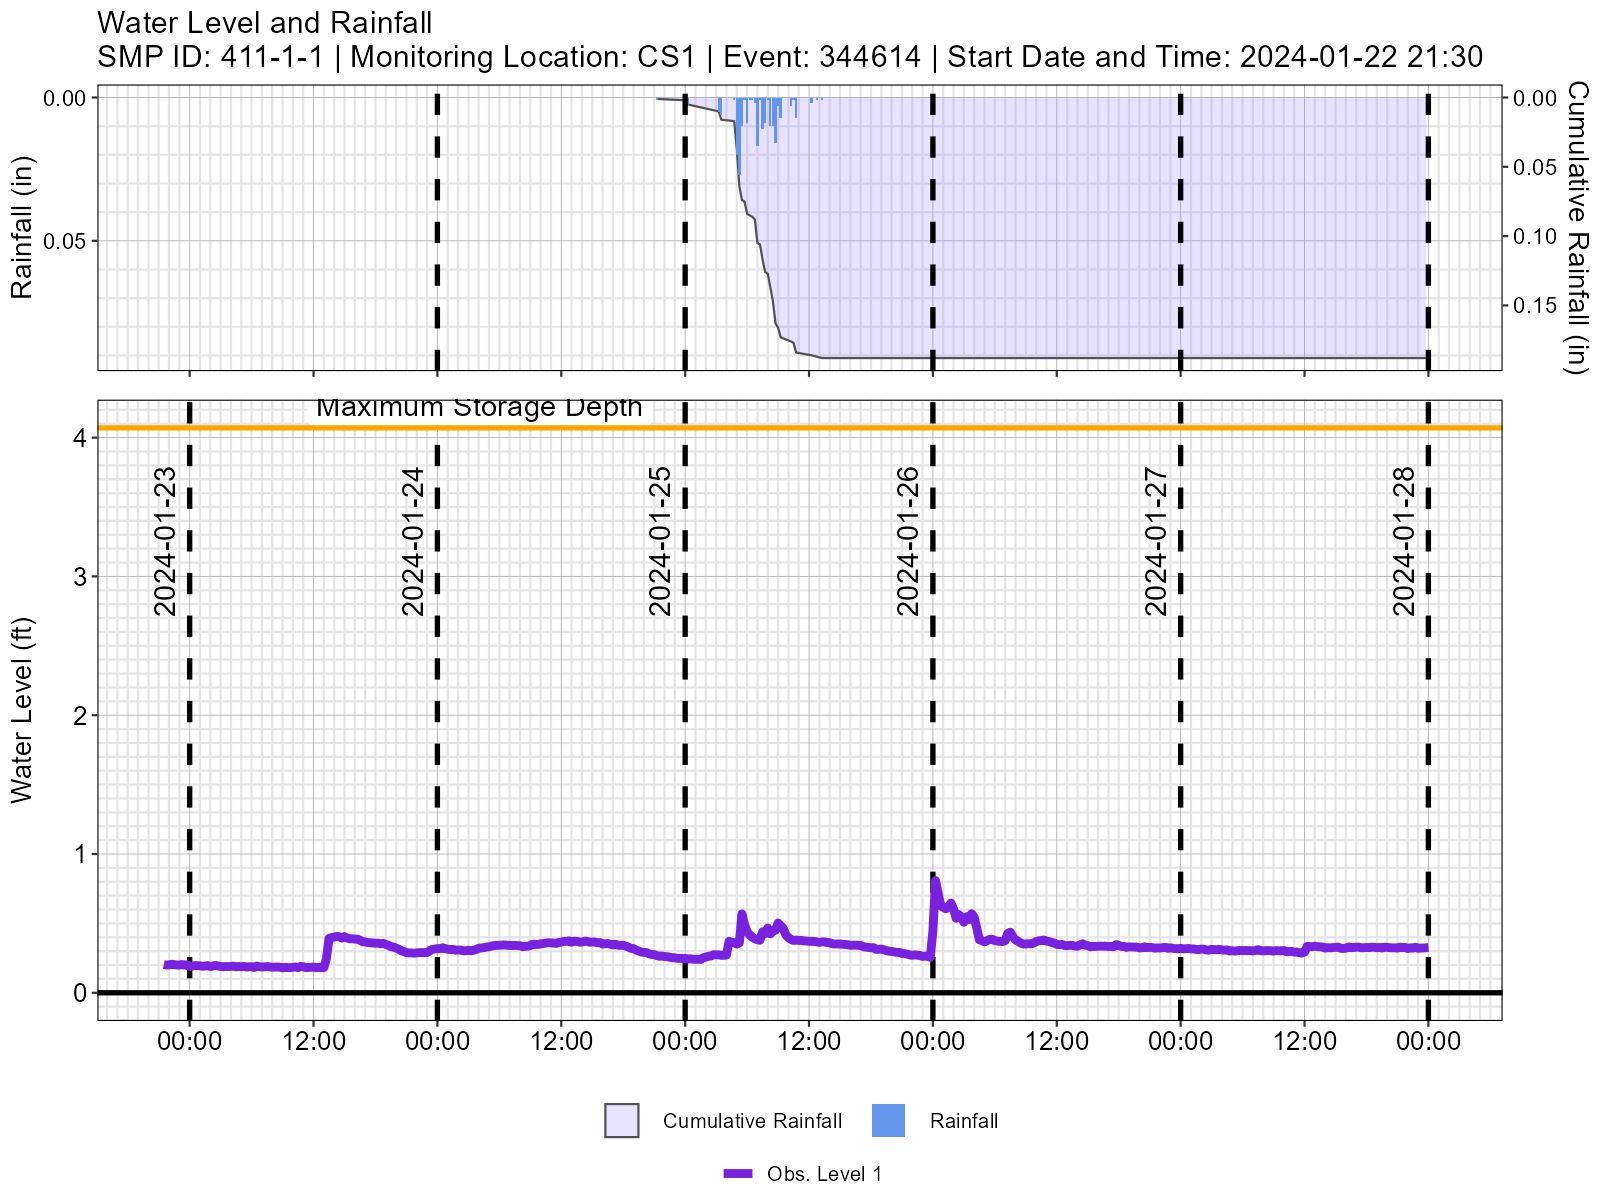 Water Level and Rainfall
SMP ID: 411-1-1 | Monitoring Location: CS1 | Event: 344614 | Start Date and Time: 2024-01-22 21:30
Rainfall (in)
0.00
0.05
0.00
0.05
0.10
0.15
Cumulative Rainfall (in)
Maximum Storage Depth
Water Level (ft)
4
3
2
1
0
2024-01-23
2024-01-24
2024-01-25
2024-01-26
2024-01-27
2024-01-28
00:00 12:00 00:00 12:00 00:00 12:00 00:00 12:00 00:00 12:00 00:00
Cumulative Rainfall
Rainfall
Obs. Level 1